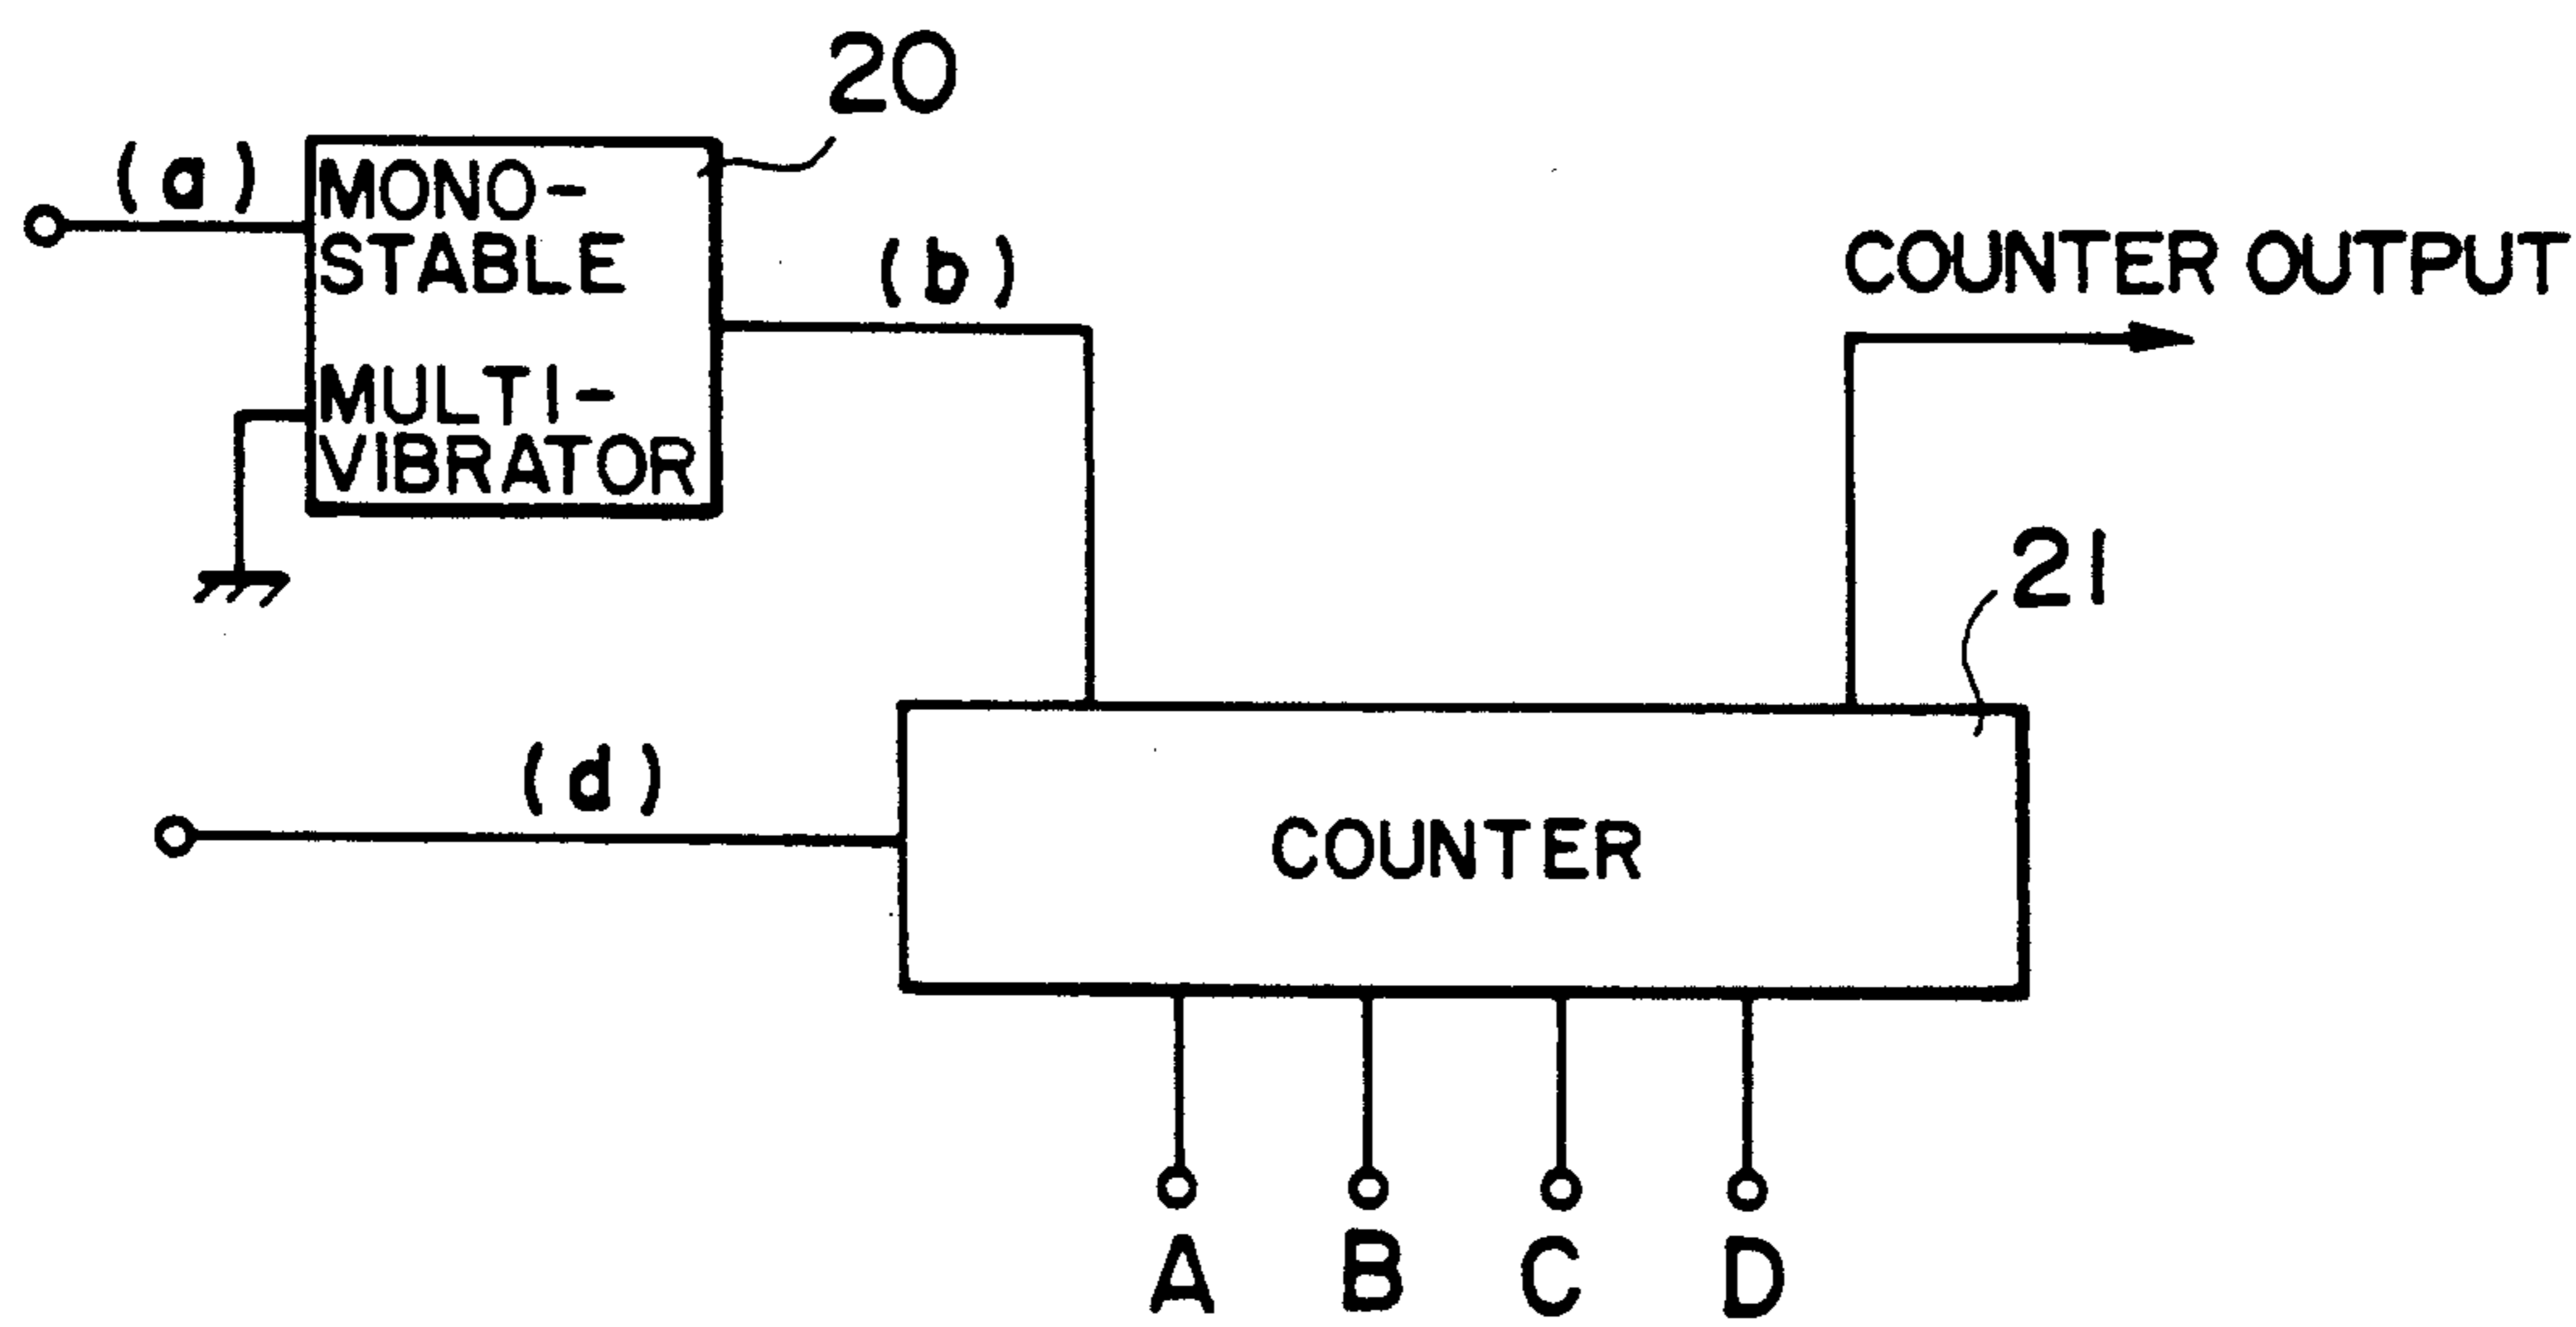 20
(a)
MONO-
STABLE
MULTI-
VIBRATOR
(b)
COUNTER OUTPUT
21
(d)
COUNTER
A B C D